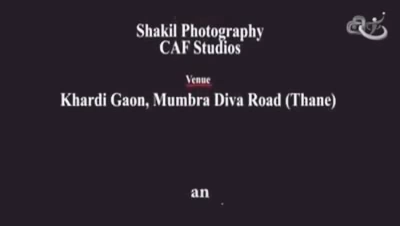 Shakil Photography
CAF Studios
Venue
Khardi Gaon, Mumbra Diva Road (Thane)
an